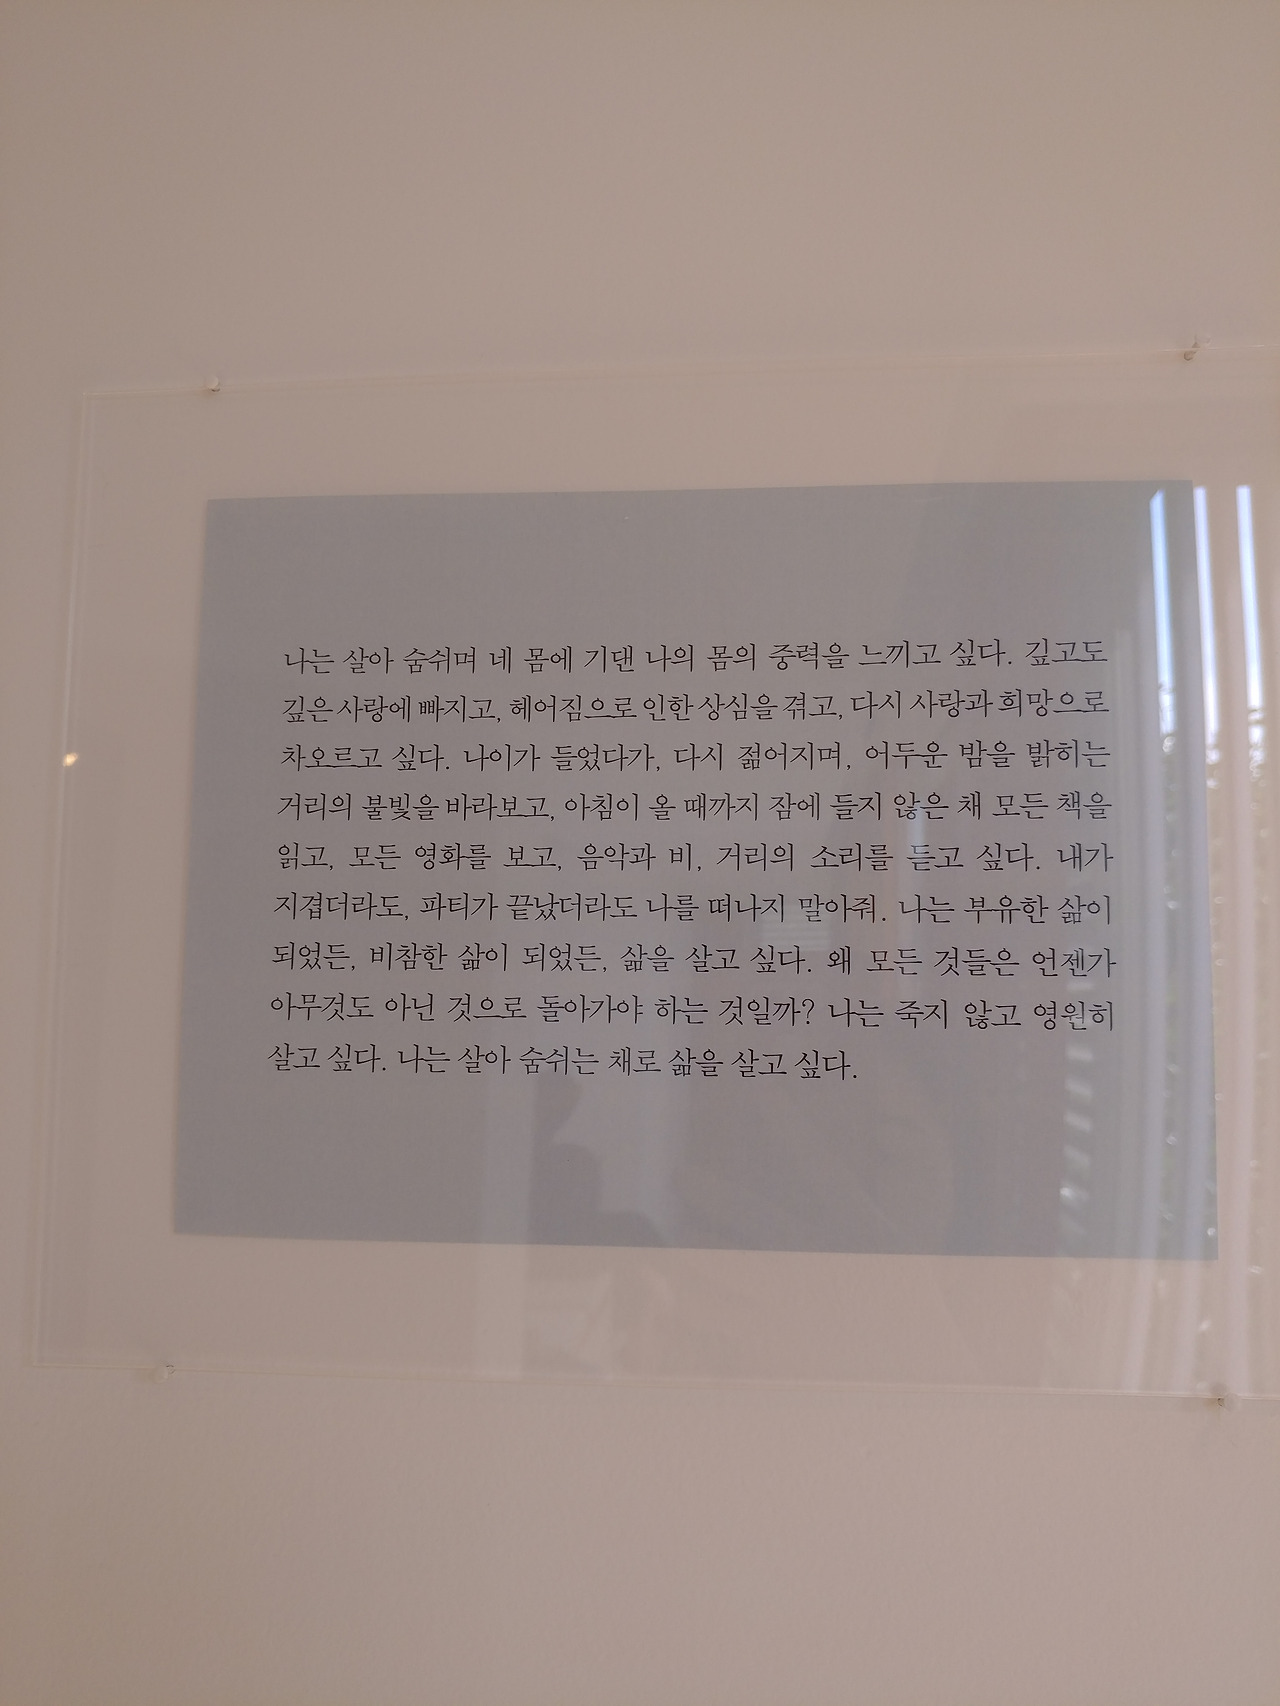 나는 살아 숨쉬며 네 몸에 기댄 나의 몸의 중력을 느끼고 싶다. 깊고도
깊은 사랑에 빠지고, 헤어짐으로 인한 상심을 겪고, 다시 사랑과 희망으로
차오르고 싶다. 나이가 들었다가, 다시 젊어지며, 어두운 밤을 밝히는
거리의 불빛을 바라보고, 아침이 올 때까지 잠에 들지 않은 채 모든 책을
읽고, 모든 영화를 보고, 음악과 비, 거리의 소리를 듣고 싶다. 내가
지겹더라도, 파티가 끝났더라도 나를 떠나지 말아줘. 나는 부유한 삶이
되었든, 비참한 삶이 되었든, 삶을 살고 싶다. 왜 모든 것들은 언젠가
아무것도 아닌 것으로 돌아가야 하는 것일까? 나는 죽지 않고 영원히
살고 싶다. 나는 살아 숨쉬는 채로 삶을 살고 싶다.